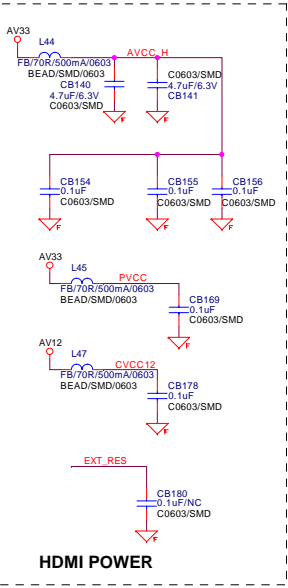 AV33
L44
AVCC_H
FB/70R/500mA/0603
BEAD/SMD/0603
CB140
4.7uF/6.3V
C0603/SMD
C0603/SMD
4.7uF/6.3V
CB141
F
F
CB154
0.1uF
C0603/SMD
CB155
0.1uF
C0603/SMD
CB156
0.1uF
C0603/SMD
F
F
F
AV33
L45
PVCC
FB/70R/500mA/0603
BEAD/SMD/0603
CB169
0.1uF
C0603/SMD
F
AV12
L47
CVCC12
FB/70R/500mA/0603
BEAD/SMD/0603
CB178
0.1uF
C0603/SMD
F
EXT_RES
CB180
0.1uF/NC
C0603/SMD
F
HDMI POWER